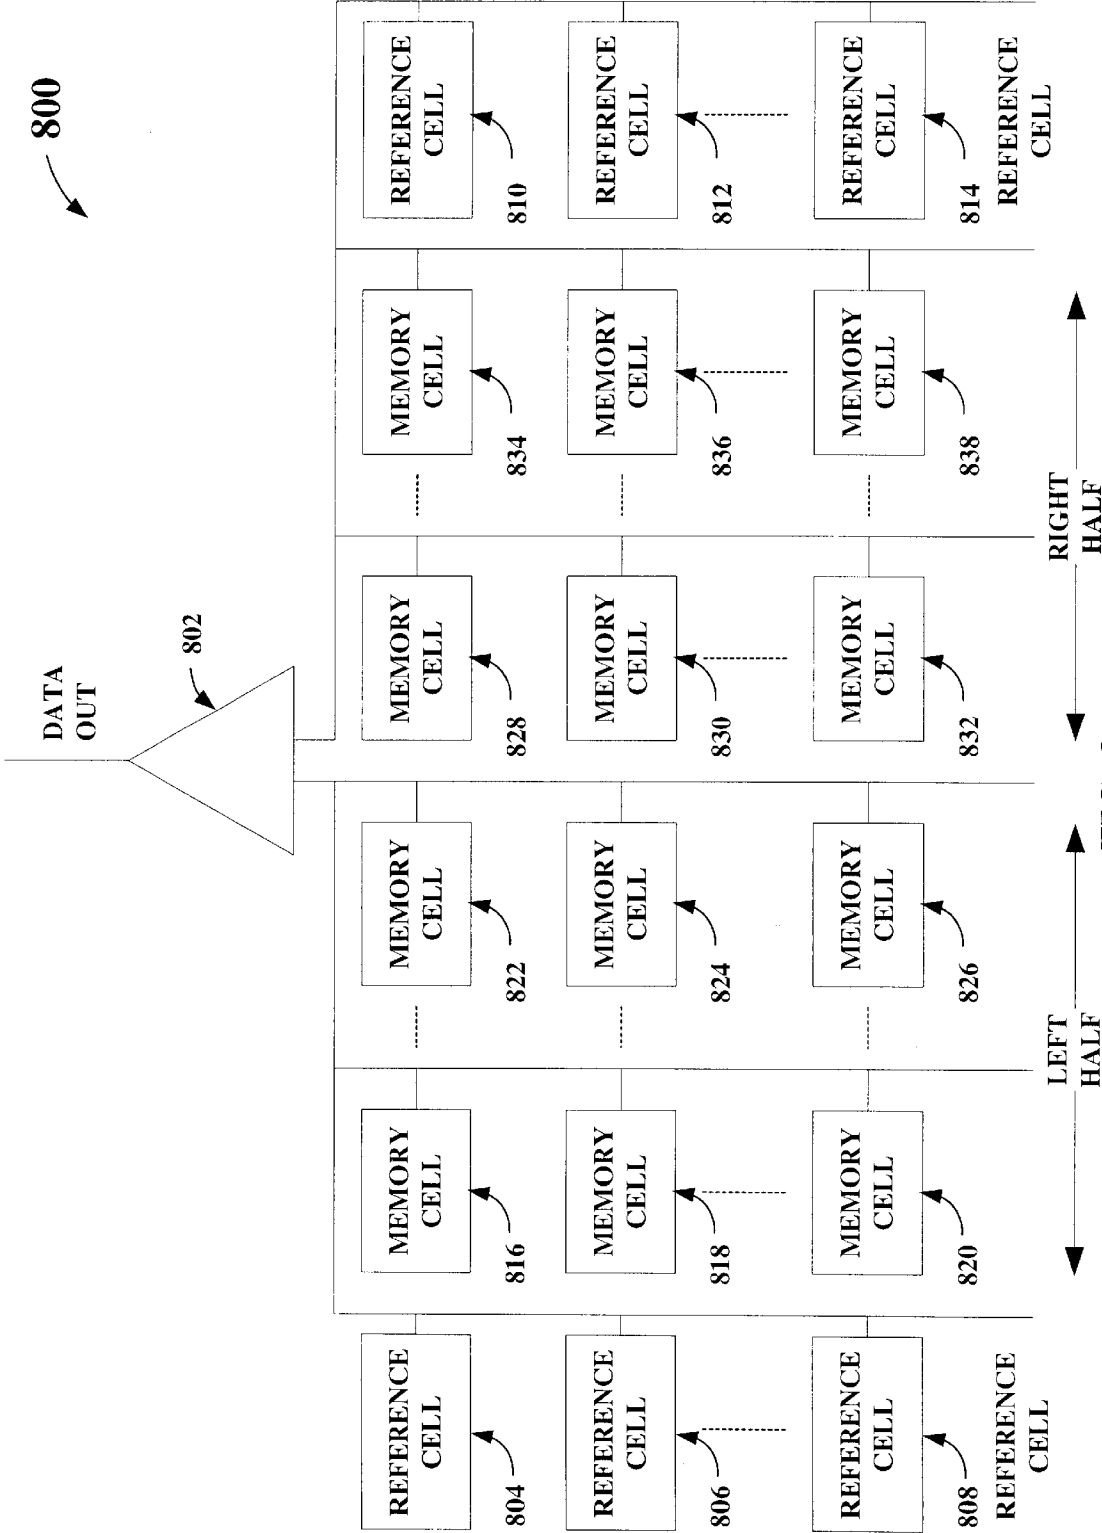 800
DATA
OUT
802
REFERENCE
CELL
MEMORY
CELL
MEMORY
CELL
MEMORY
CELL
MEMORY
CELL
REFERENCE
CELL
804
816
822
828
834
810
REFERENCE
CELL
MEMORY
CELL
MEMORY
CELL
MEMORY
CELL
MEMORY
CELL
REFERENCE
CELL
806
818
824
830
836
812
REFERENCE
CELL
MEMORY
CELL
MEMORY
CELL
MEMORY
CELL
MEMORY
CELL
REFERENCE
CELL
808
820
826
832
838
814
REFERENCE
CELL
REFERENCE
CELL
LEFT
HALF
RIGHT
HALF